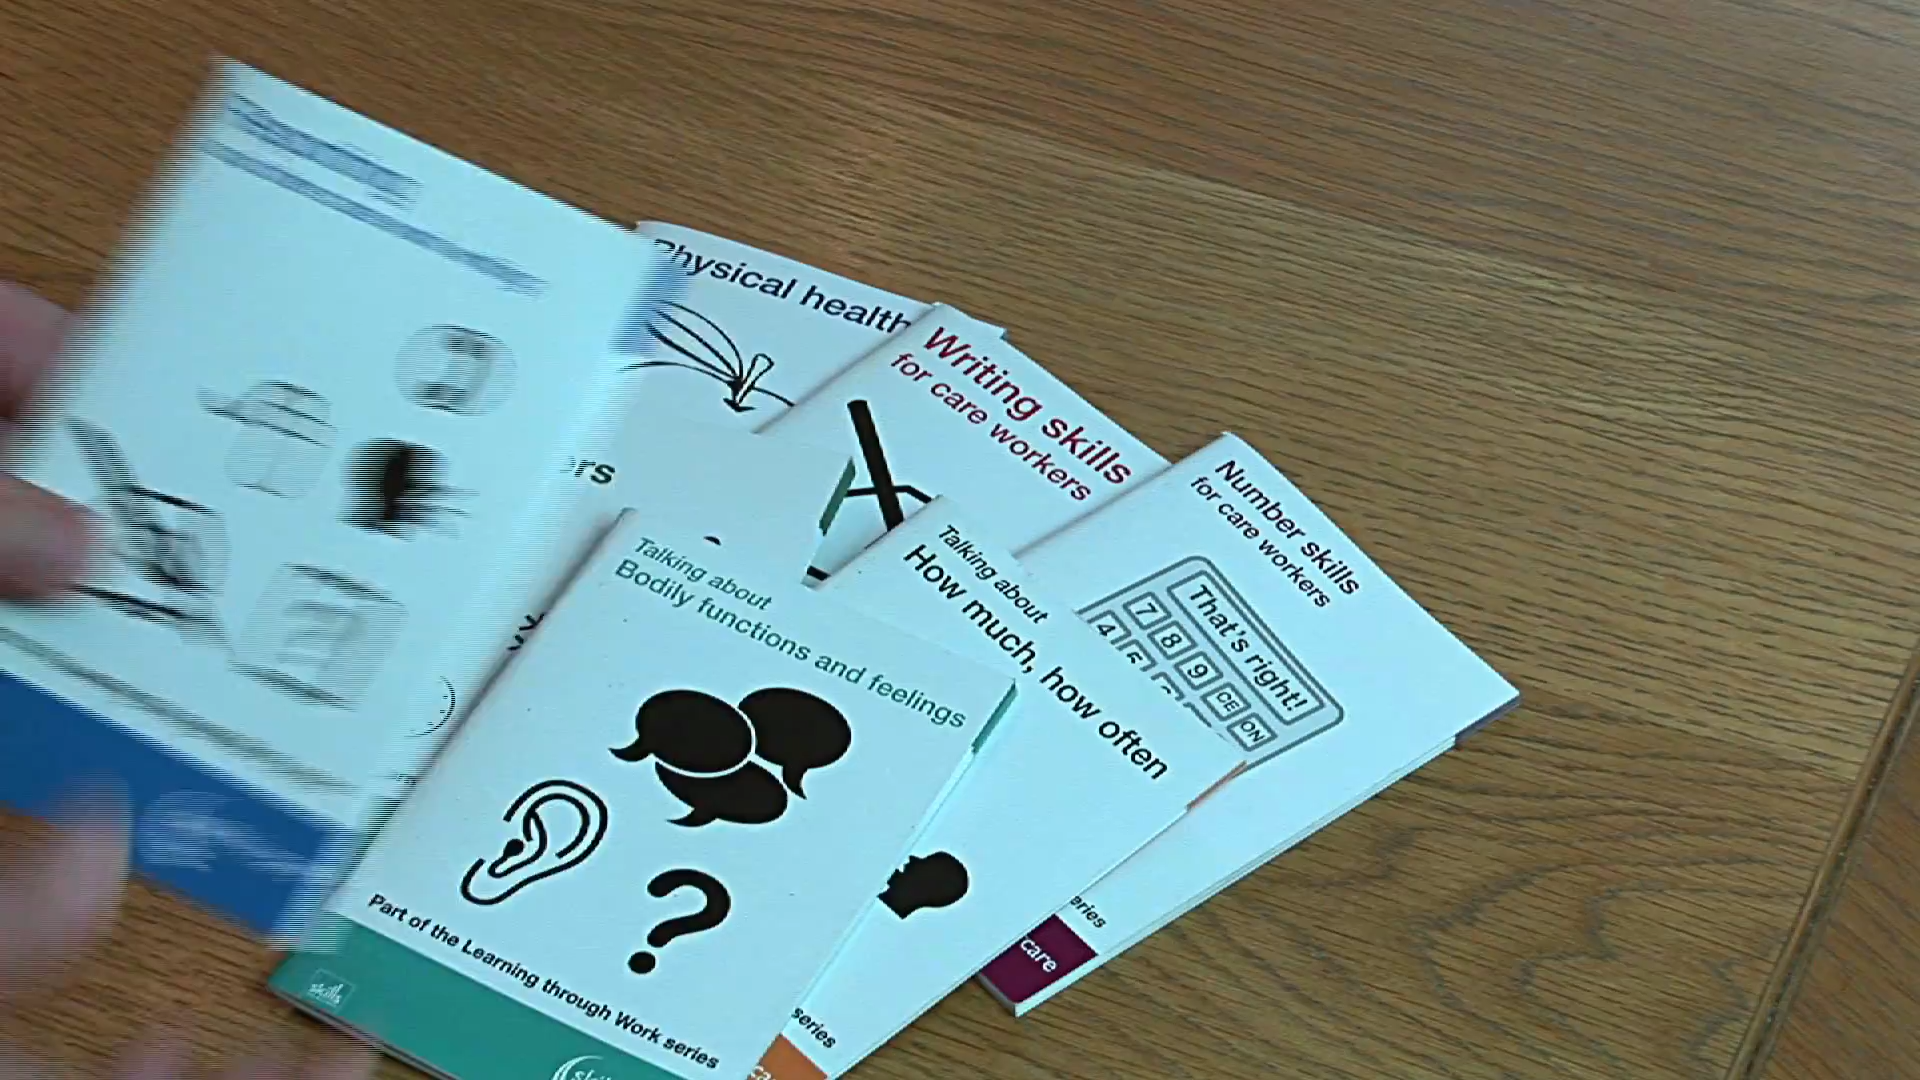 Physical health
Writing skills
for care workers
Number skills
for care workers
That's right!
7 8 9 CE ON
4
Talking about
How much, how often
Talking about
Bodily functions and feelings
Part of the Learning through Work series
skills
series
care